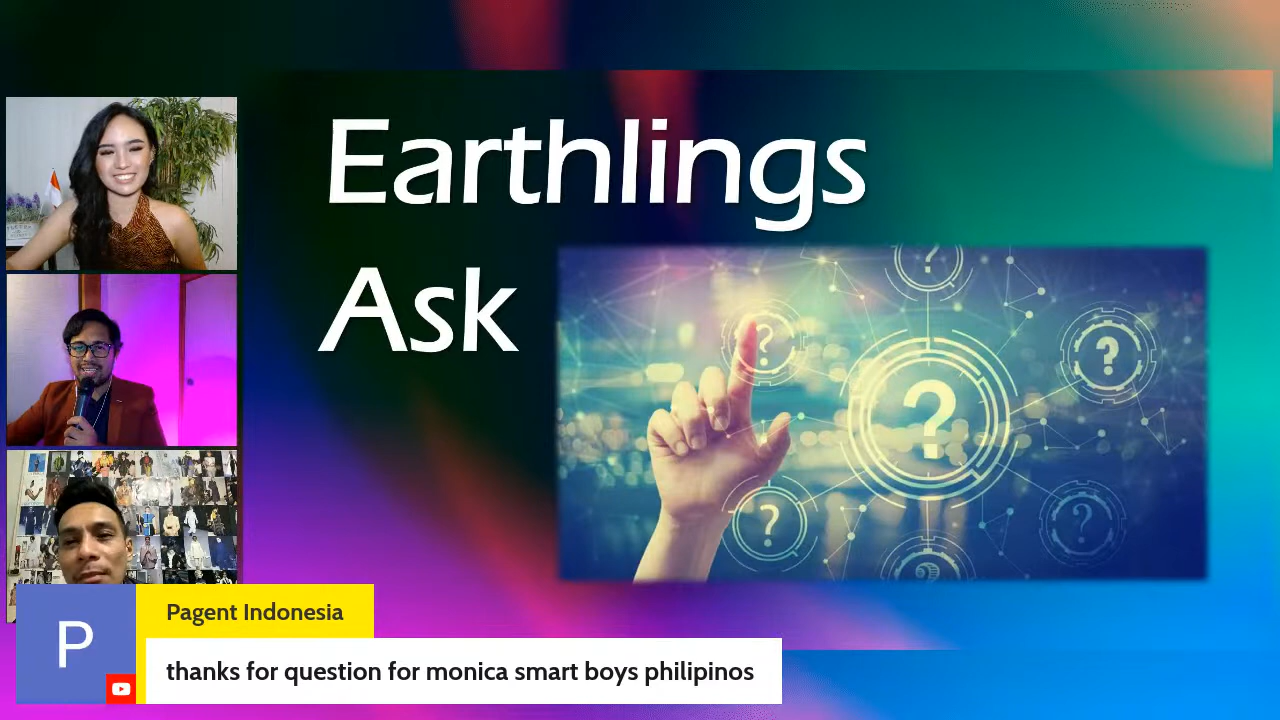 Earthlings
Ask
?
?
?
?
?
?
P
Pagent Indonesia
thanks for question for monica smart boys philipinos